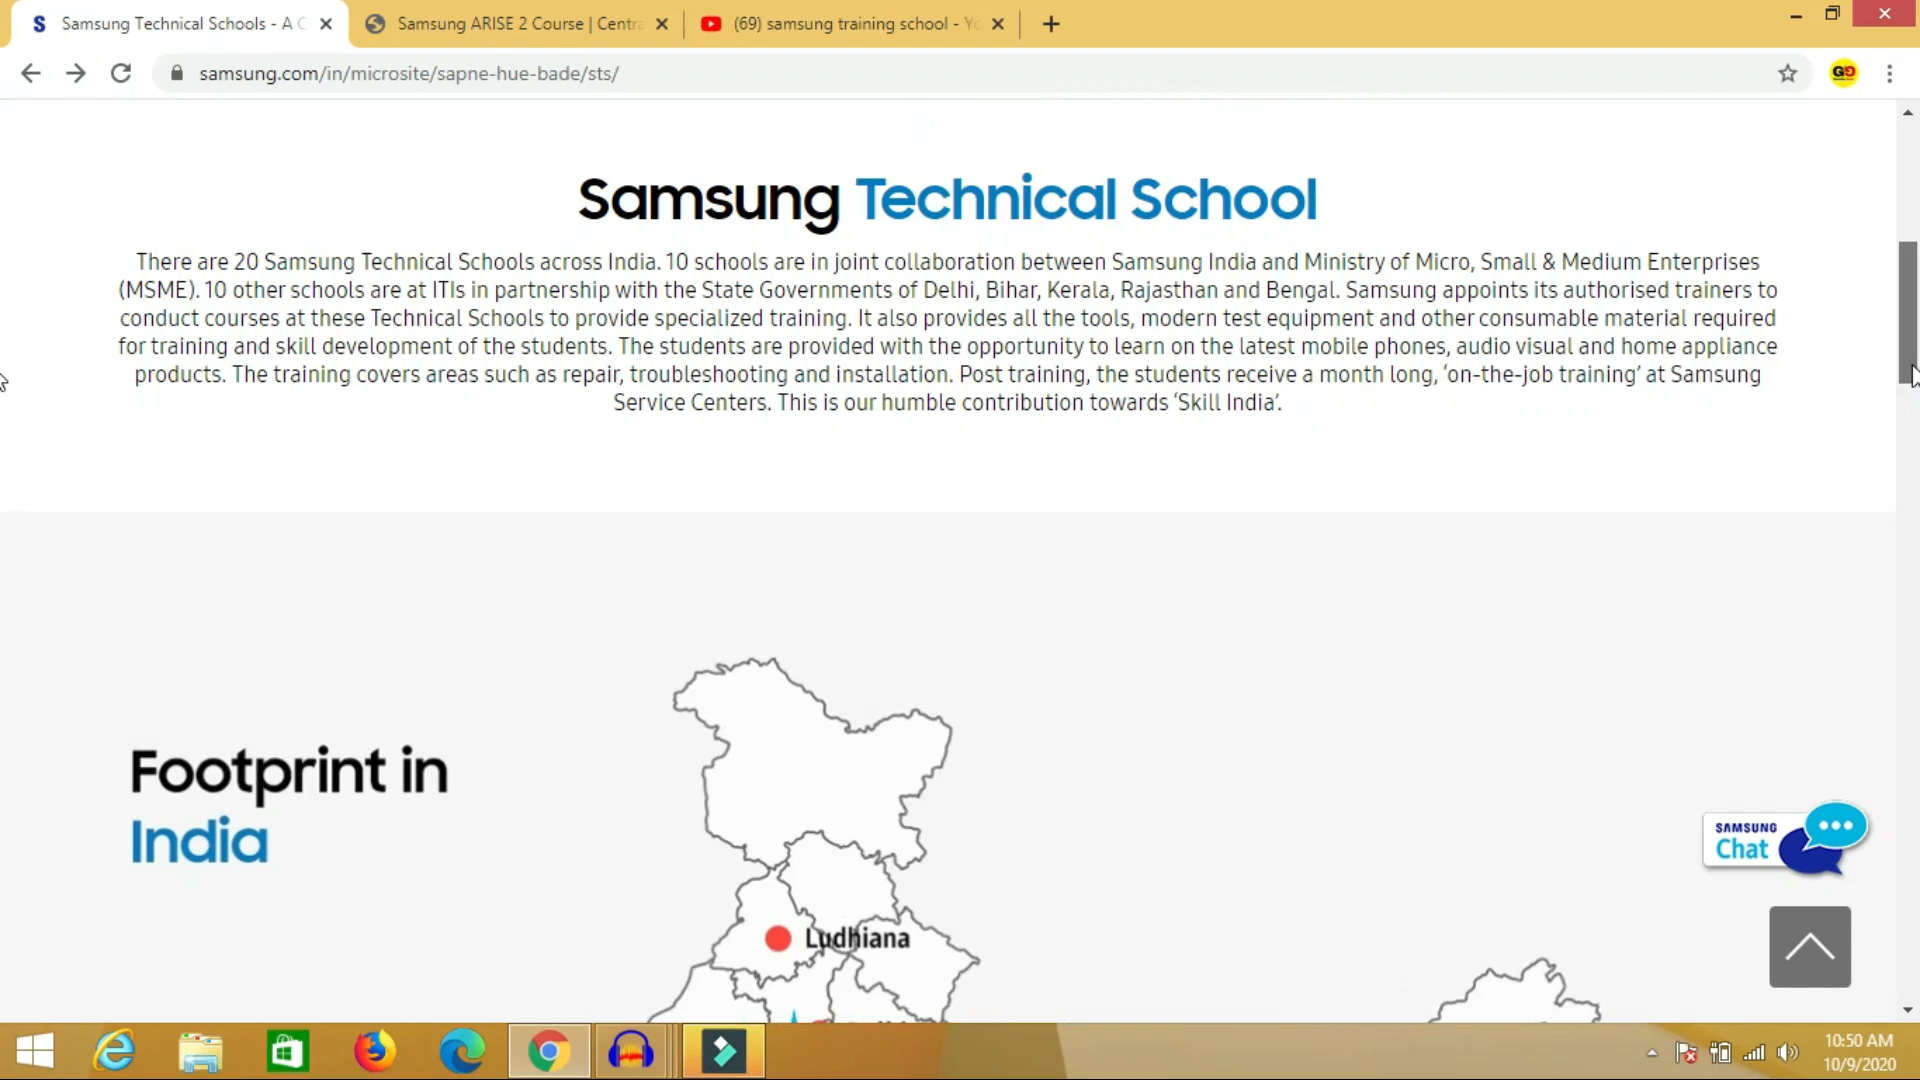 Samsung Technical Schools - A C
Samsung ARISE 2 Course | Centra
(69) samsung training school - Yo
samsung.com/in/microsite/sapne-hue-bade/sts/
GG
Samsung Technical School
There are 20 Samsung Technical Schools across India. 10 schools are in joint collaboration between Samsung India and Ministry of Micro, Small & Medium Enterprises
(MSME). 10 other schools are at ITIs in partnership with the State Governments of Delhi, Bihar, Kerala, Rajasthan and Bengal. Samsung appoints its authorised trainers to
conduct courses at these Technical Schools to provide specialized training. It also provides all the tools, modern test equipment and other consumable material required
for training and skill development of the students. The students are provided with the opportunity to learn on the latest mobile phones, audio visual and home appliance
products. The training covers areas such as repair, troubleshooting and installation. Post training, the students receive a month long, ‘on-the-job training’ at Samsung
Service Centers. This is our humble contribution towards ‘Skill India’.
Footprint in
India
SAMSUNG
Chat
Ludhiana
10:50 AM
10/9/2020